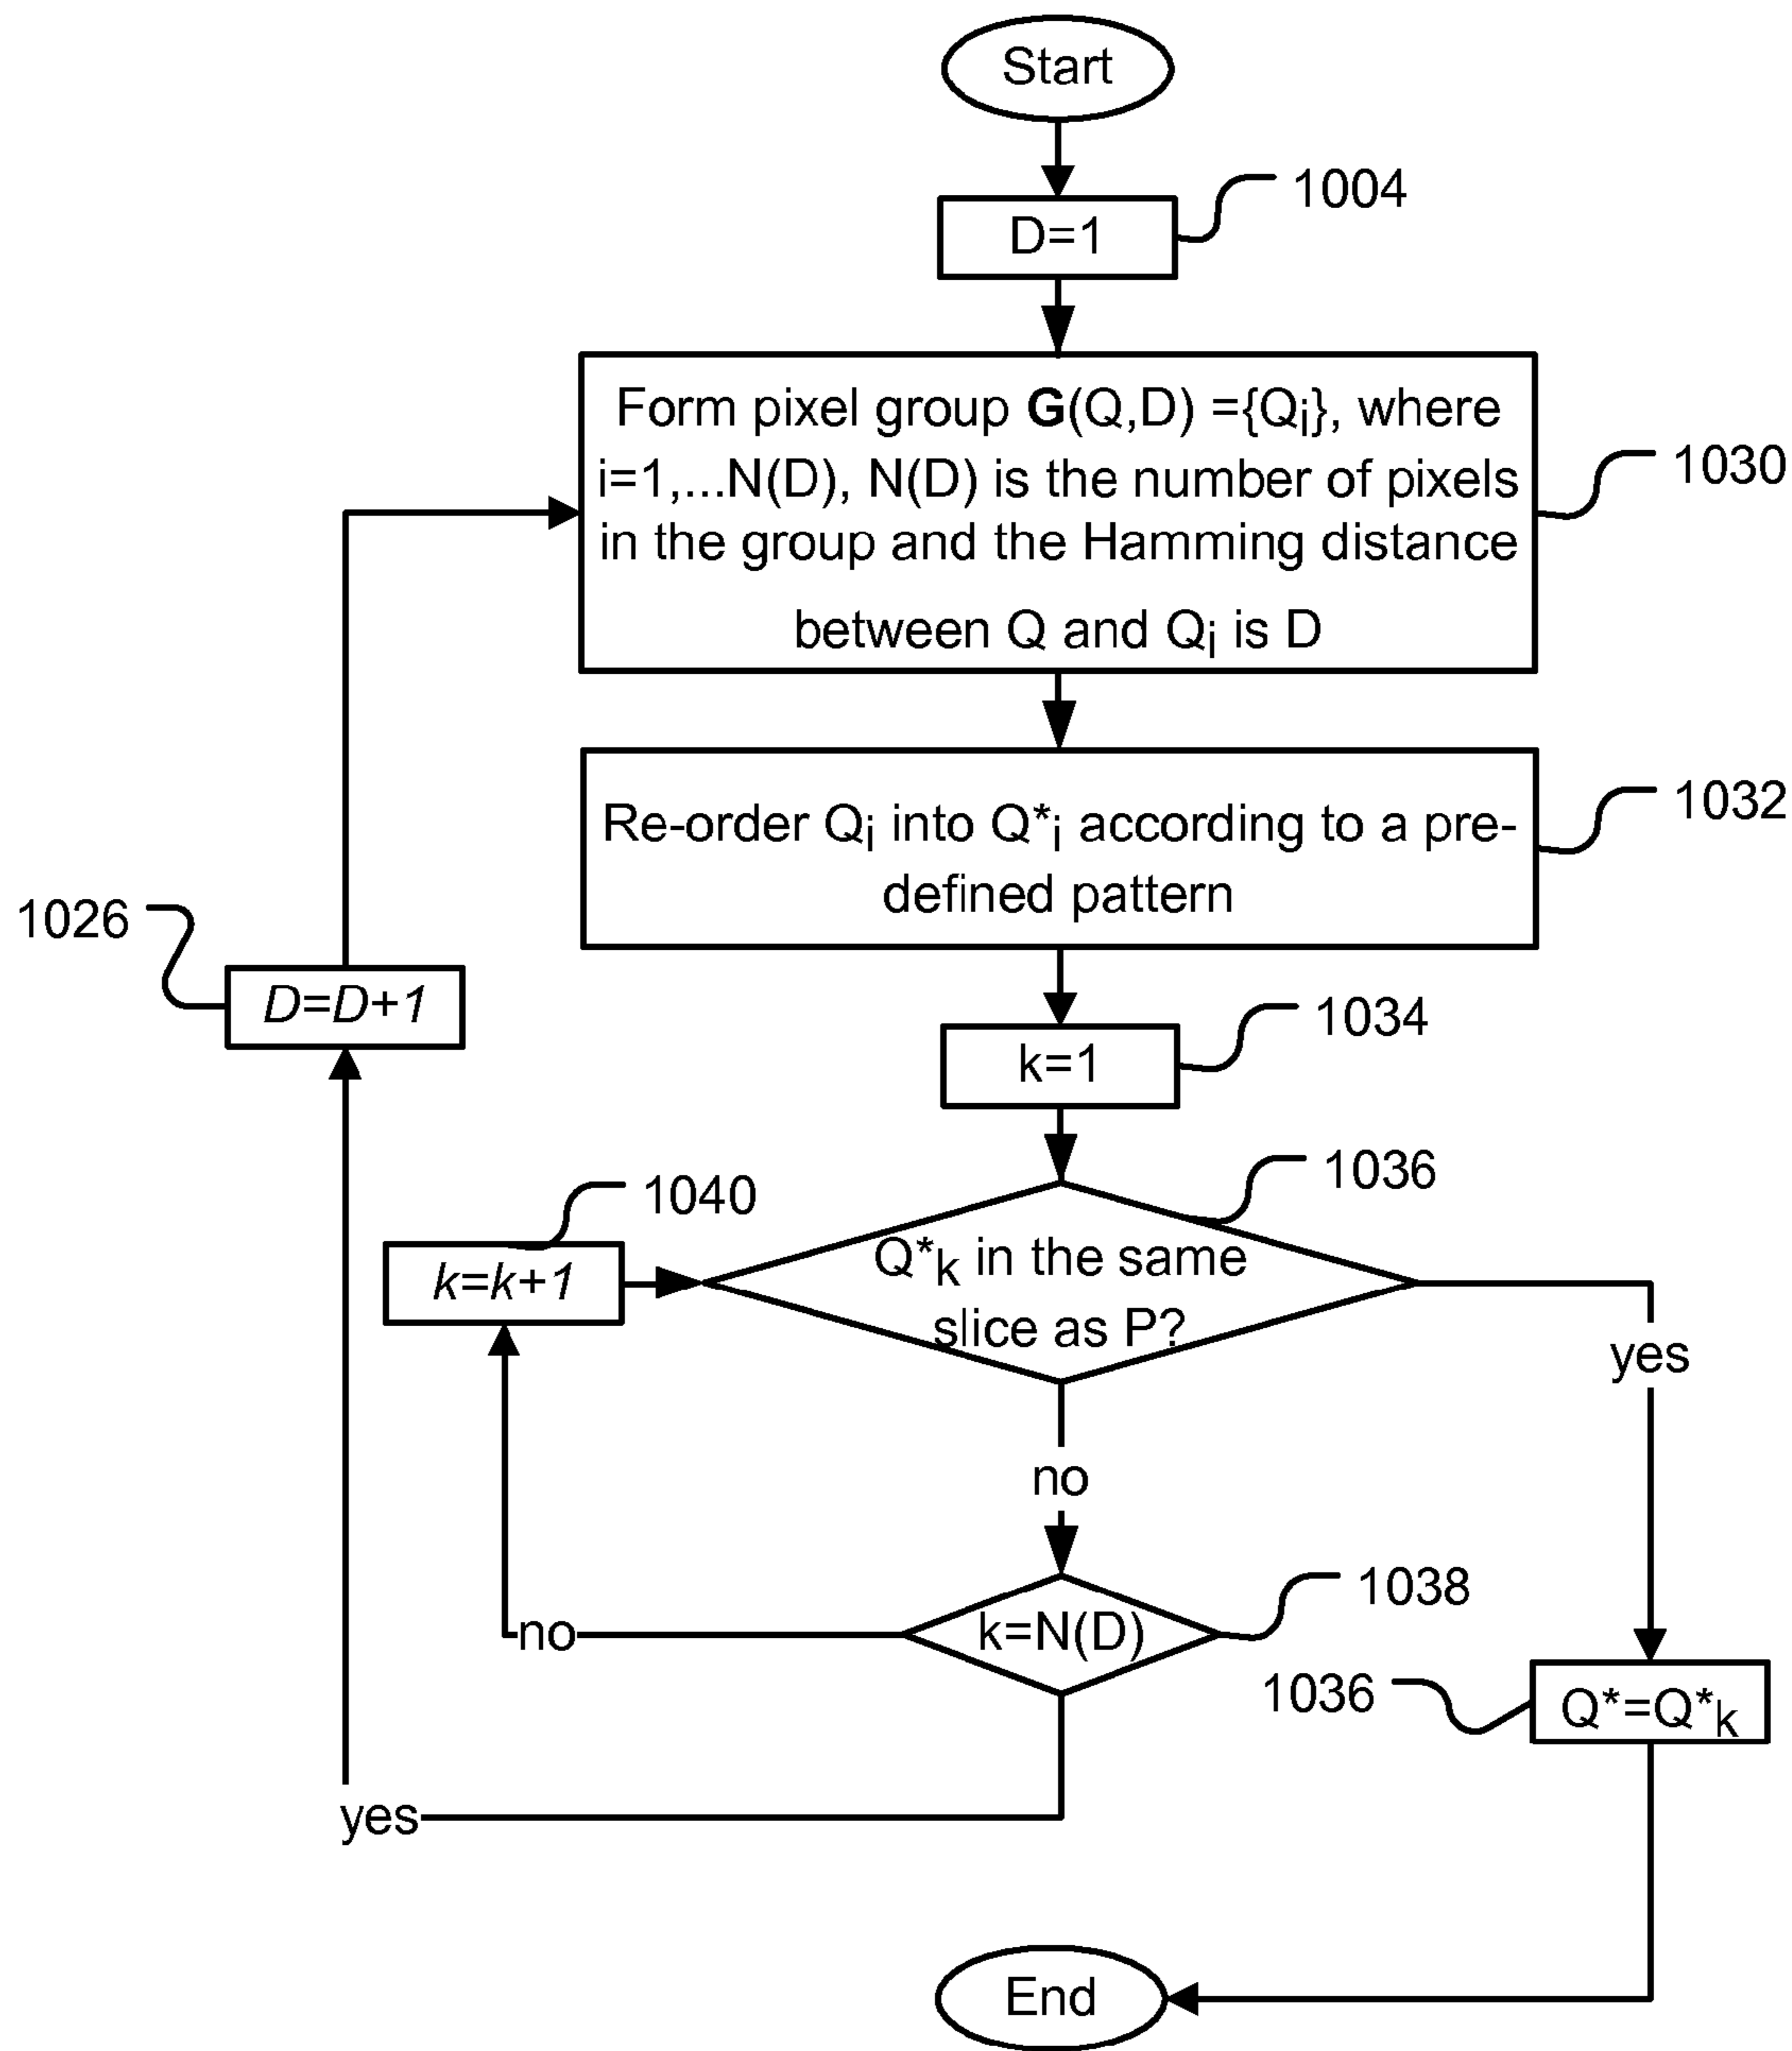 Start
1004
D=1
Form pixel group G(Q,D) ={Qi}, where
i=1,...N(D), N(D) is the number of pixels
in the group and the Hamming distance
between Q and Qi is D
1030
Re-order Qi into Q*i according to a pre-
defined pattern
1032
1026
D=D+1
1034
k=1
1036
1040
k=k+1
Q*k in the same
slice as P?
yes
no
1038
k=N(D)
no
1036
Q*=Q*k
yes
End